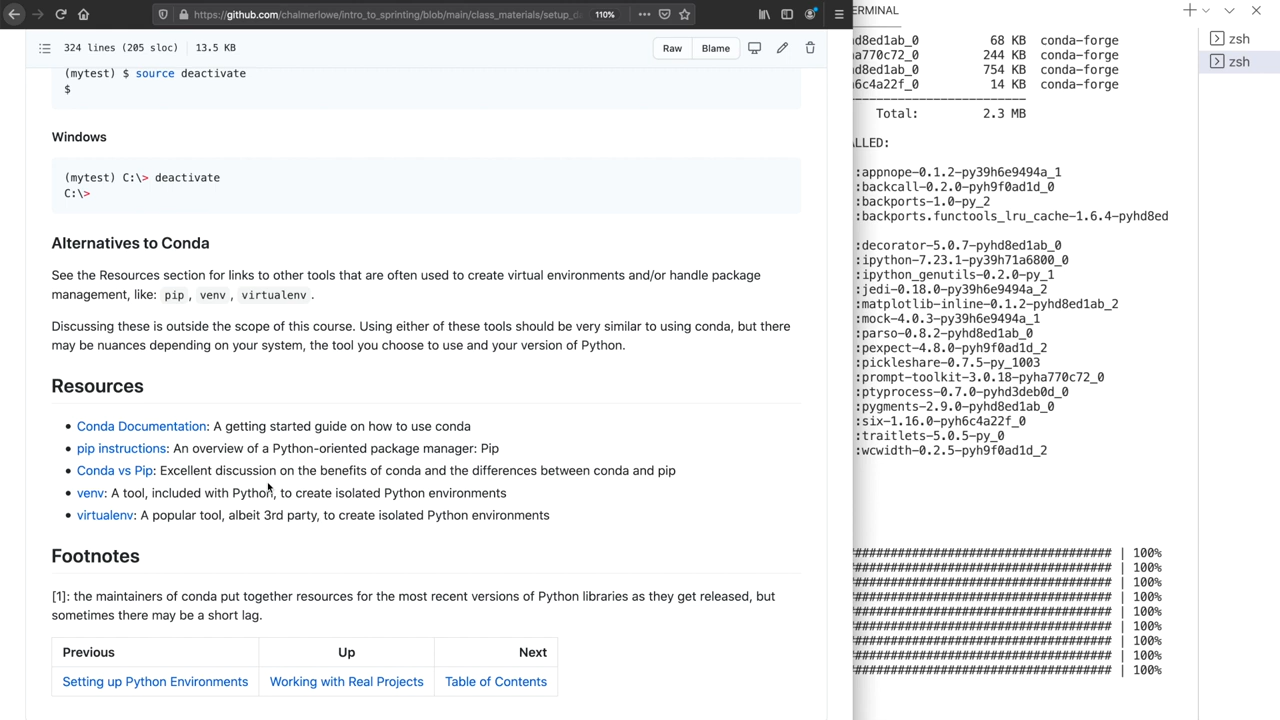 https://github.com/chalmerlowe/intro_to_sprinting/blob/main/class_materials/setup_d
110%
324 lines (205 sloc)
13.5 KB
Raw
Blame
(mytest) $ source deactivate
$
Windows
(mytest) C:\> deactivate
C:\>
Alternatives to Conda
See the Resources section for links to other tools that are often used to create virtual environments and/or handle package
management, like: pip, venv, virtualenv.
Discussing these is outside the scope of this course. Using either of these tools should be very similar to using conda, but there
may be nuances depending on your system, the tool you choose to use and your version of Python.
Resources
• Conda Documentation: A getting started guide on how to use conda
• pip instructions: An overview of a Python-oriented package manager: Pip
• Conda vs Pip: Excellent discussion on the benefits of conda and the differences between conda and pip
• venv: A tool, included with Python, to create isolated Python environments
• virtualenv: A popular tool, albeit 3rd party, to create isolated Python environments
Footnotes
[1]: the maintainers of conda put together resources for the most recent versions of Python libraries as they get released, but
sometimes there may be a short lag.
Previous Up Next
Setting up Python Environments Working with Real Projects Table of Contents
ERMINAL
d8ed1ab_0 68 KB conda-forge
a770c72_0 244 KB conda-forge
d8ed1ab_0 754 KB conda-forge
6c4a22f_0 14 KB conda-forge
Total: 2.3 MB
LLED:
:appnope-0.1.2-py39h6e9494a_1
:backcall-0.2.0-pyh9f0ad1d_0
:backports-1.0-py_2
:backports.functools_lru_cache-1.6.4-pyhd8ed
:decorator-5.0.7-pyhd8ed1ab_0
:ipython-7.23.1-py39h71a6800_0
:ipython_genutils-0.2.0-py_1
:jedi-0.18.0-py39h6e9494a_2
:matplotlib-inline-0.1.2-pyhd8ed1ab_2
:mock-4.0.3-py39h6e9494a_1
:parso-0.8.2-pyhd8ed1ab_0
:pexpect-4.8.0-pyh9f0ad1d_2
:pickleshare-0.7.5-py_1003
:prompt-toolkit-3.0.18-pyha770c72_0
:ptyprocess-0.7.0-pyhd3deb0d_0
:pygments-2.9.0-pyhd8ed1ab_0
:six-1.16.0-pyh6c4a22f_0
:traitlets-5.0.5-py_0
:wcwidth-0.2.5-pyh9f0ad1d_2
################################### | 100%
################################### | 100%
################################### | 100%
################################### | 100%
################################### | 100%
################################### | 100%
################################### | 100%
################################### | 100%
################################### | 100%
zsh
zsh